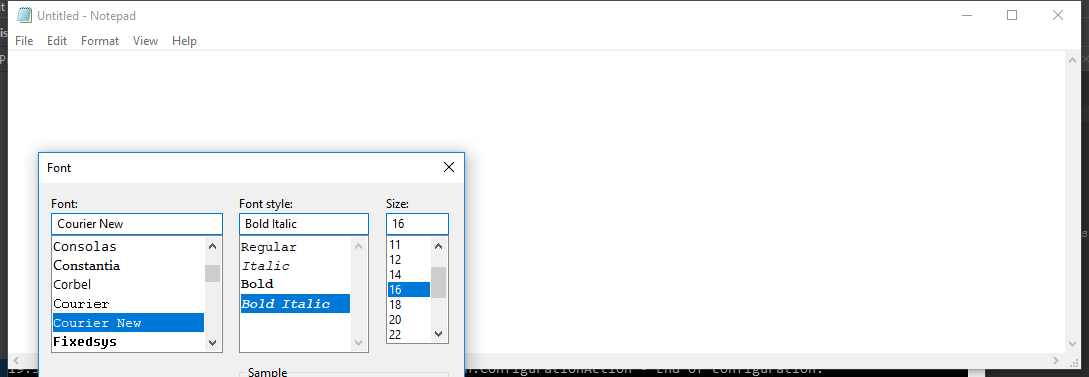 Untitled - Notepad
File Edit Format View Help
Font
Font: Font style: Size:
Courier New Bold Italic 16
Consolas Regular 11
Constantia Italic 12
Corbel Bold 14
Courier Bold Italic 16
Courier New 18
Fixedsys 20
22
Sample
.ConfigurationAction - End of configuration.